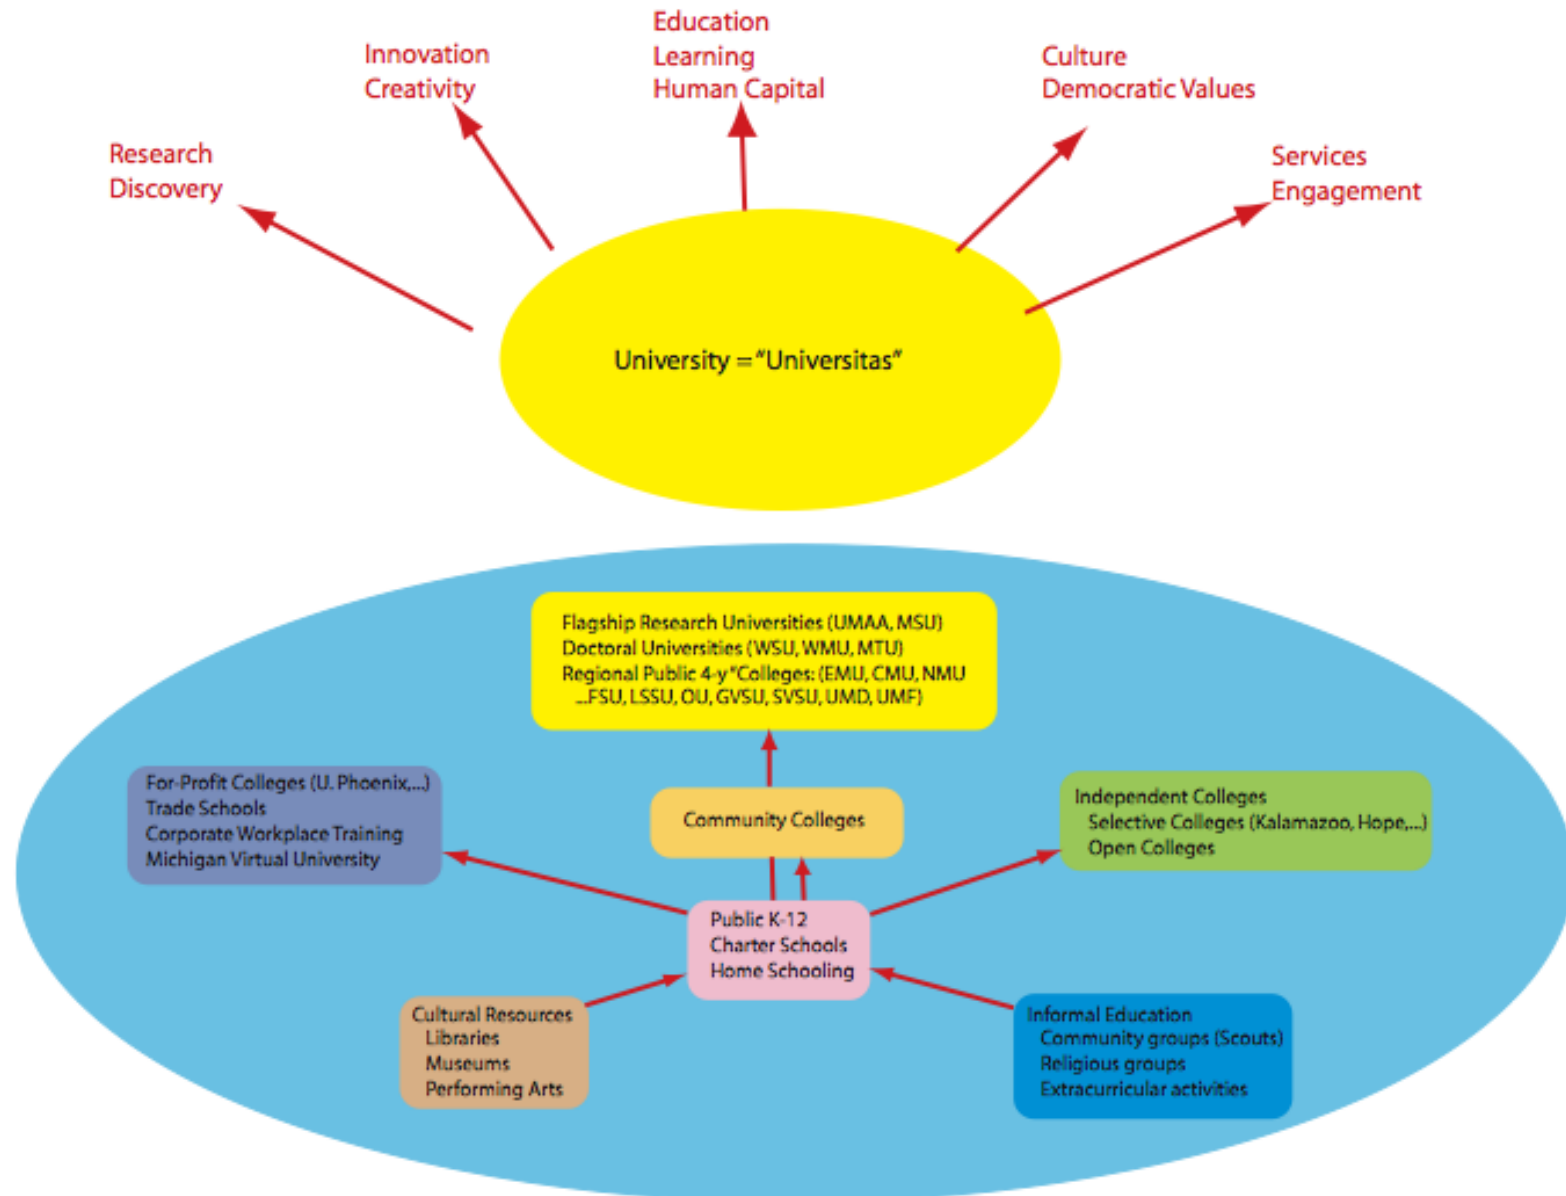 Education
Learning
Human Capital
Innovation
Creativity
Culture
Democratic Values
Research
Discovery
Services
Engagement
University = "Universitas"
Flagship Research Universities (UMAA, MSU)
Doctoral Universities (WSU, WMU, MTU)
Regional Public 4-y "Colleges: (EMU, CMU, NMU
...FSU, LSSU, OU, GVSU, SVSU, UMD, UMF)
For-Profit Colleges (U. Phoenix,...)
Trade Schools
Corporate Workplace Training
Michigan Virtual University
Community Colleges
Independent Colleges
Selective Colleges (Kalamazoo, Hope,...)
Open Colleges
Public K-12
Charter Schools
Home Schooling
Cultural Resources
Libraries
Museums
Performing Arts
Informal Education
Community groups (Scouts)
Religious groups
Extracurricular activities